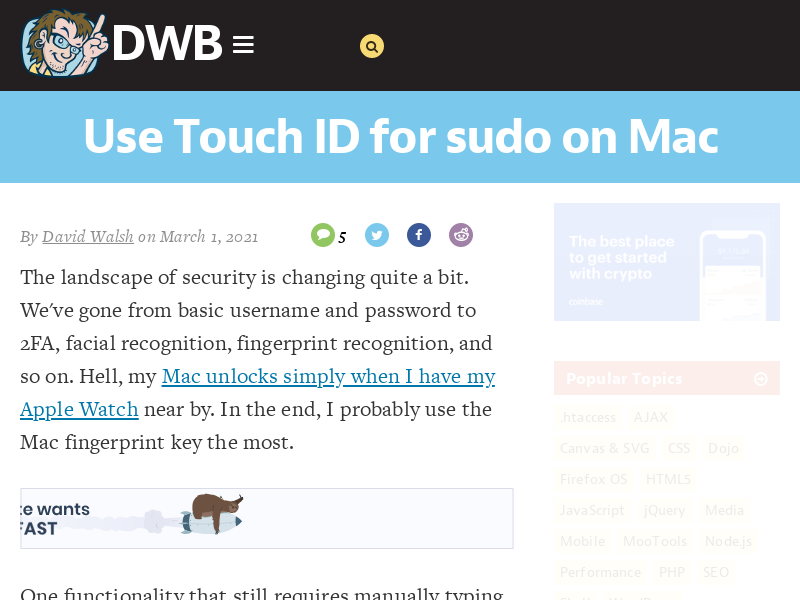 DWB
Use Touch ID for sudo on Mac
By David Walsh on March 1, 2021
5
The landscape of security is changing quite a bit.
We've gone from basic username and password to
2FA, facial recognition, fingerprint recognition, and
so on. Hell, my Mac unlocks simply when I have my
Apple Watch near by. In the end, I probably use the
Mac fingerprint key the most.
te wants
FAST
One functionality that still requires manually typing
The best place
to get started
with crypto
coinbase
Popular Topics
.htaccess AJAX
Canvas & SVG CSS Dojo
Firefox OS HTML5
JavaScript jQuery Media
Mobile MooTools Node.js
Performance PHP SEO